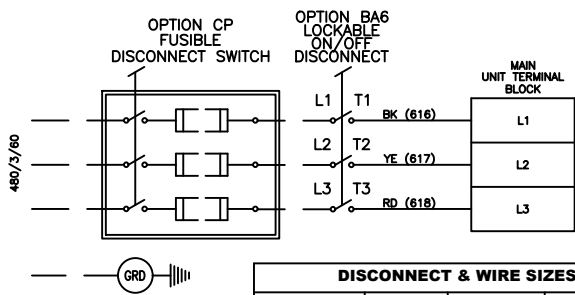 OPTION CP
FUSIBLE
DISCONNECT SWITCH
OPTION BA6
LOCKABLE
ON/OFF
DISCONNECT
MAIN
UNIT TERMINAL
BLOCK
480/3/60
L1 T1
BK (616)
L1
L2 T2
YE (617)
L2
L3 T3
RD (618)
L3
GRD
DISCONNECT & WIRE SIZES